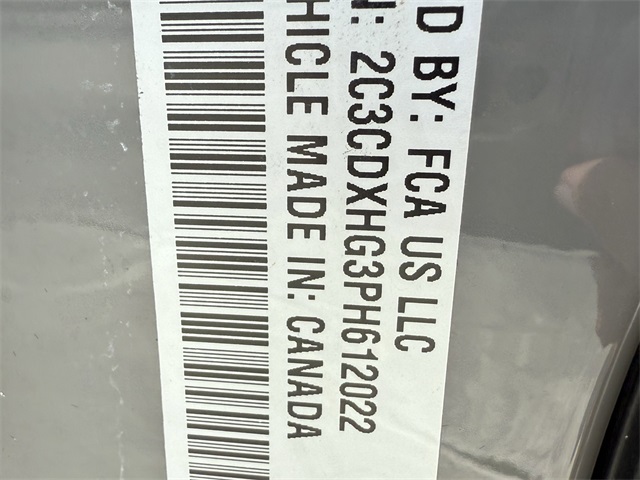 D BY: FCA US LLC
N: 2C3CDXHG3PH612022
HICLE MADE IN: CANADA